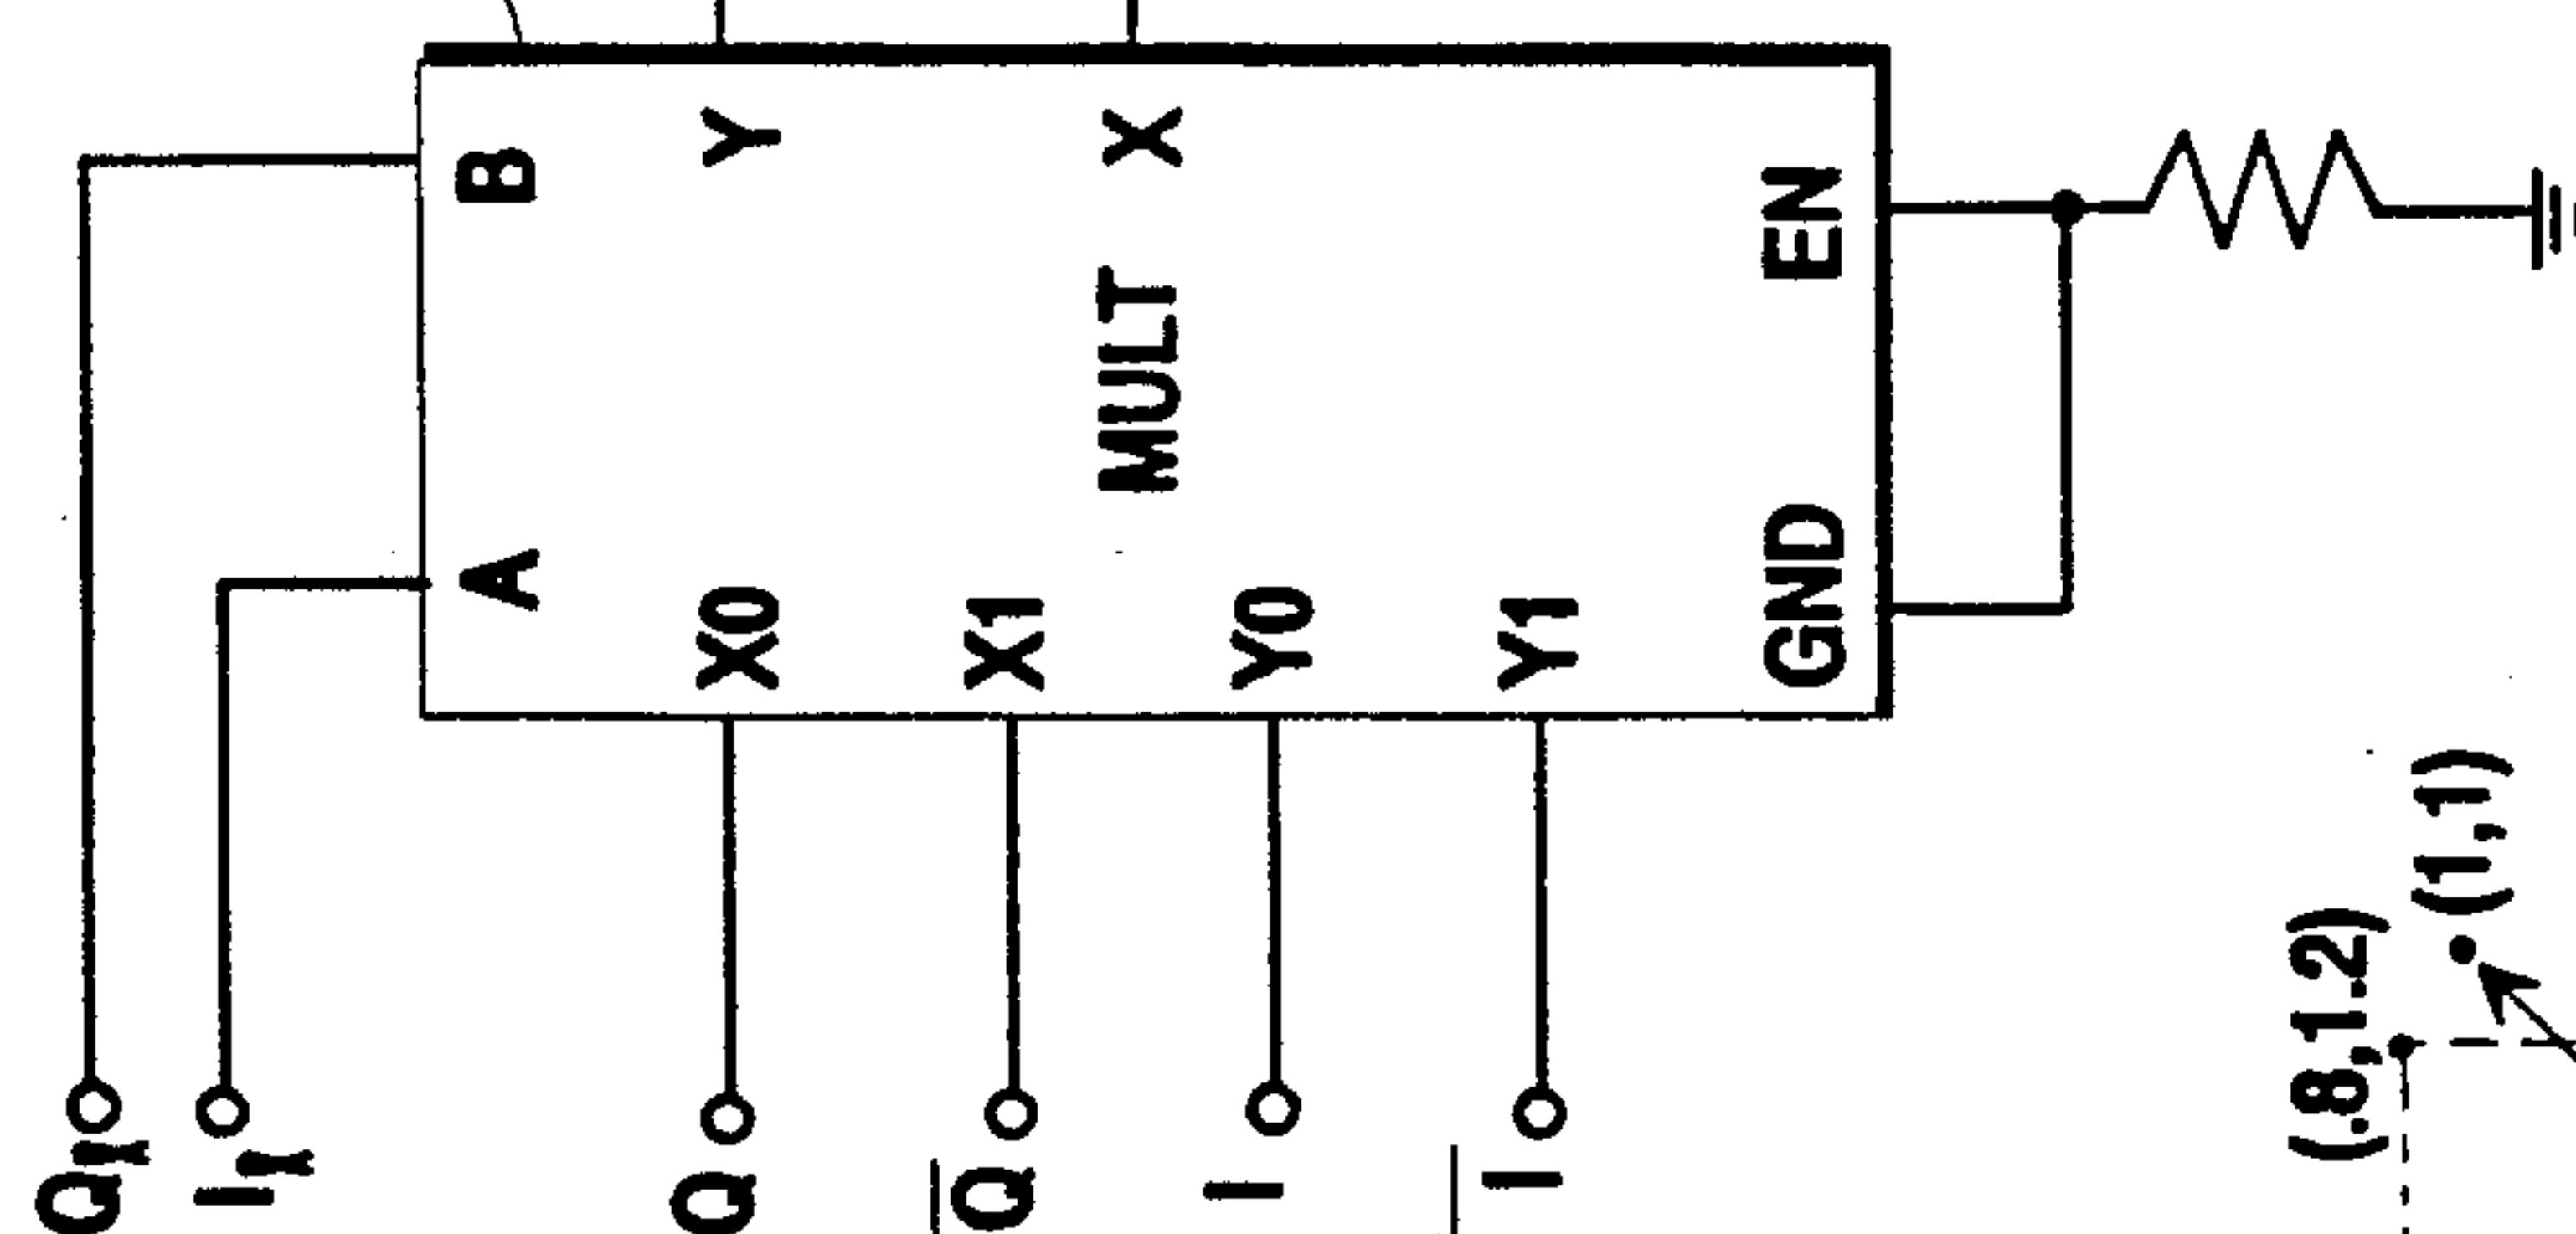 B
Y
X
A
MULT
EN
X0
X1
Y0
Y1
GND
Q
I
Q
Q̅
I
I̅
(.8,1.2)
(1,1)